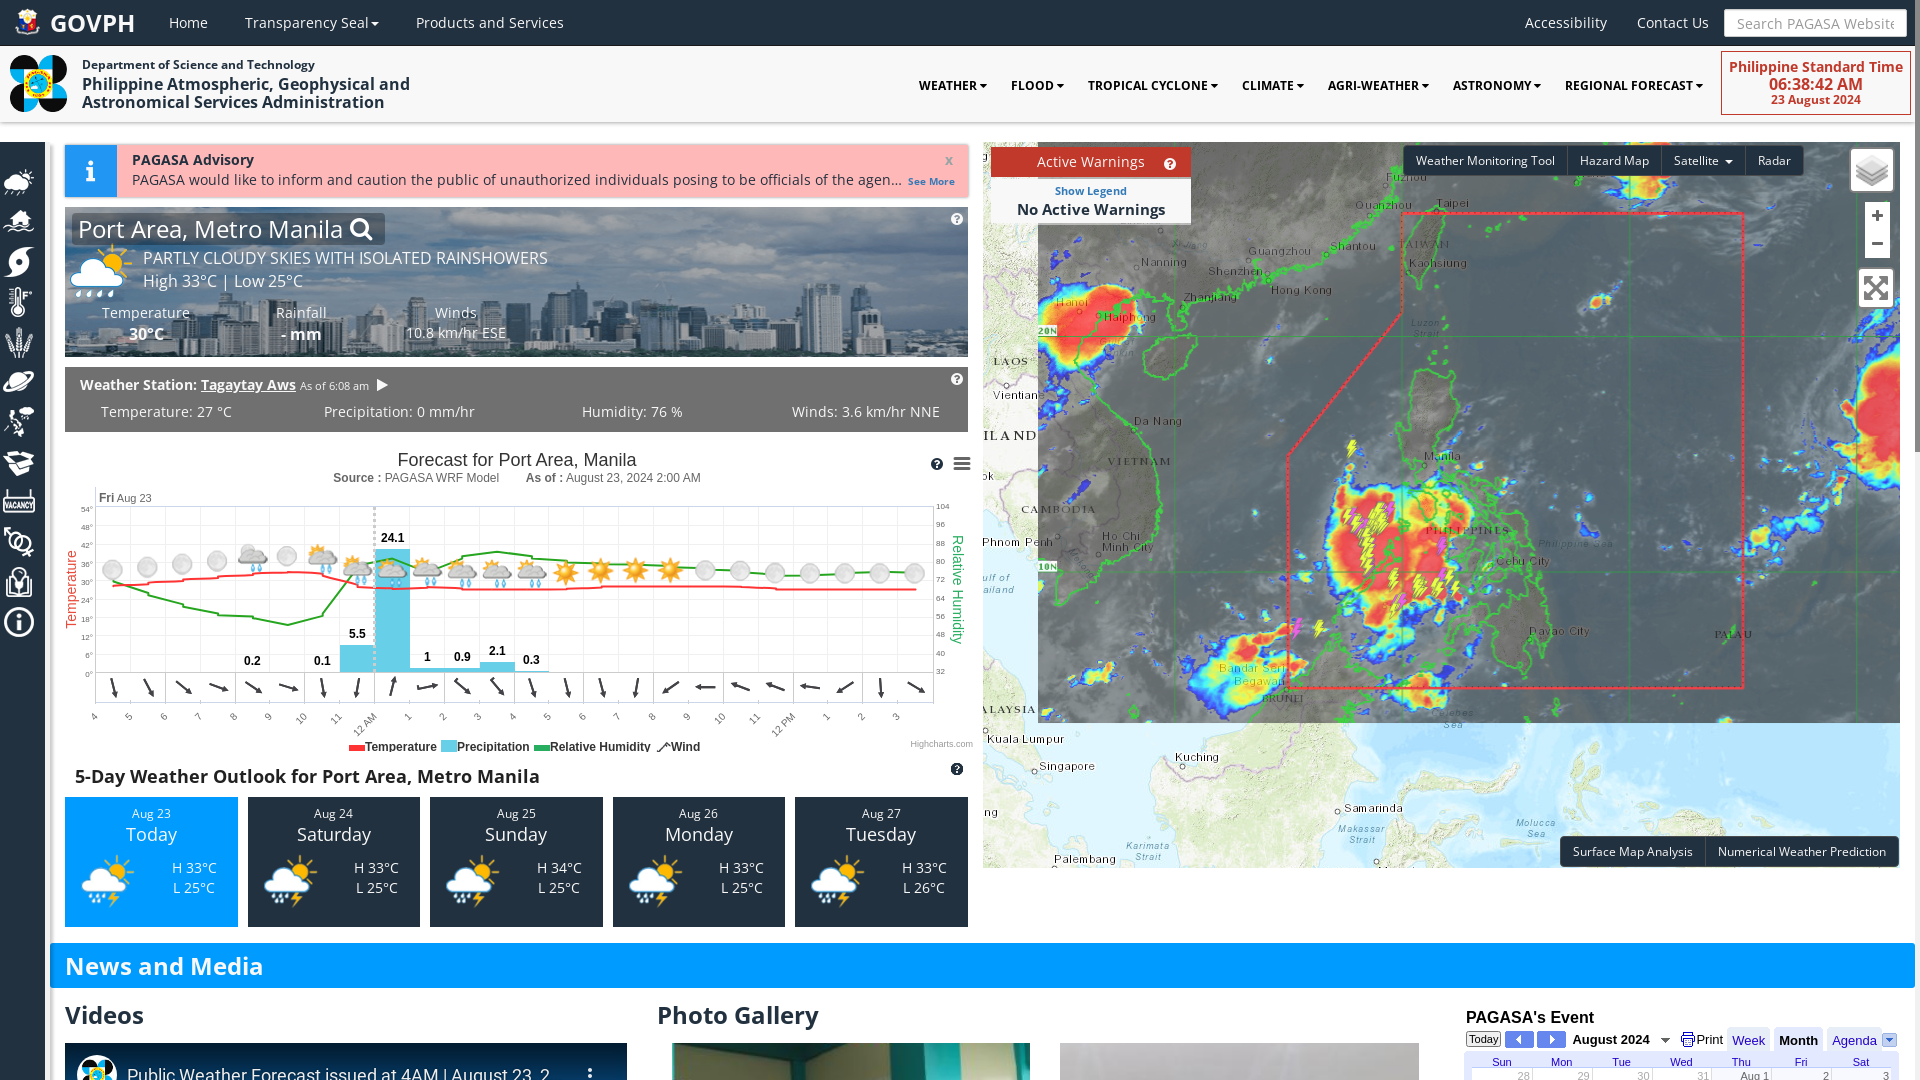 GOVPH
Home
Transparency Seal
Products and Services
Accessibility
Contact Us
Search PAGASA Website
Department of Science and Technology
Philippine Atmospheric, Geophysical and
Astronomical Services Administration
WEATHER
FLOOD
TROPICAL CYCLONE
CLIMATE
AGRI-WEATHER
ASTRONOMY
REGIONAL FORECAST
Philippine Standard Time
06:38:42 AM
23 August 2024
PAGASA Advisory
x
PAGASA would like to inform and caution the public of unauthorized individuals posing to be officials of the agen... See More
Port Area, Metro Manila
PARTLY CLOUDY SKIES WITH ISOLATED RAINSHOWERS
High 33°C | Low 25°C
Temperature
30°C
Rainfall
- mm
Winds
10.8 km/hr ESE
Weather Station: Tagaytay Aws As of 6:08 am
Temperature: 27 °C
Precipitation: 0 mm/hr
Humidity: 76 %
Winds: 3.6 km/hr NNE
Forecast for Port Area, Manila
Source : PAGASA WRF Model As of : August 23, 2024 2:00 AM
Fri Aug 23
Temperature
54°
48°
42°
36°
30°
24°
18°
12°
6°
0°
0.2
0.1
5.5
24.1
1
0.9
2.1
0.3
104
96
88
80
72
64
56
48
40
32
Relative Humidity
4 5 6 7 8 9 10 11 12 AM 1 2 3 4 5 6 7 8 9 10 11 12 PM 1 2 3
Temperature Precipitation Relative Humidity Wind
Highcharts.com
5-Day Weather Outlook for Port Area, Metro Manila
Aug 23
Today
H 33°C
L 25°C
Aug 24
Saturday
H 33°C
L 25°C
Aug 25
Sunday
H 34°C
L 25°C
Aug 26
Monday
H 33°C
L 25°C
Aug 27
Tuesday
H 33°C
L 26°C
Active Warnings
Show Legend
No Active Warnings
Weather Monitoring Tool
Hazard Map
Satellite
Radar
+
−
Fuzhou
Quanzhou
Taipei
TAIWAN
Kaohsiung
Guangzhou
Shantou
Nanning
Shenzhen
Hong Kong
Zhanjiang
Hanoi
Haiphong
20N
Luzon
Strait
LAOS
Vientiane
Da Nang
ILAND
VIETNAM
Manila
CAMBODIA
PHILIPPINES
Phnom Penh
Ho Chi
Minh City
Philippine Sea
Cebu City
10N
ulf of
ailand
Davao City
PALAU
Bandar Seri
Begawan
BRUNEI
ALAYSIA
Celebes
Sea
Kuala Lumpur
Kuching
Singapore
ng
Samarinda
Makassar
Strait
Molucca
Sea
Karimata
Strait
Palembang
Surface Map Analysis
Numerical Weather Prediction
News and Media
Videos
Photo Gallery
Public Weather Forecast issued at 4AM | August 23, 2
PAGASA's Event
Today
August 2024
Print
Week
Month
Agenda
Sun Mon Tue Wed Thu Fri Sat
28 29 30 31 Aug 1 2 3